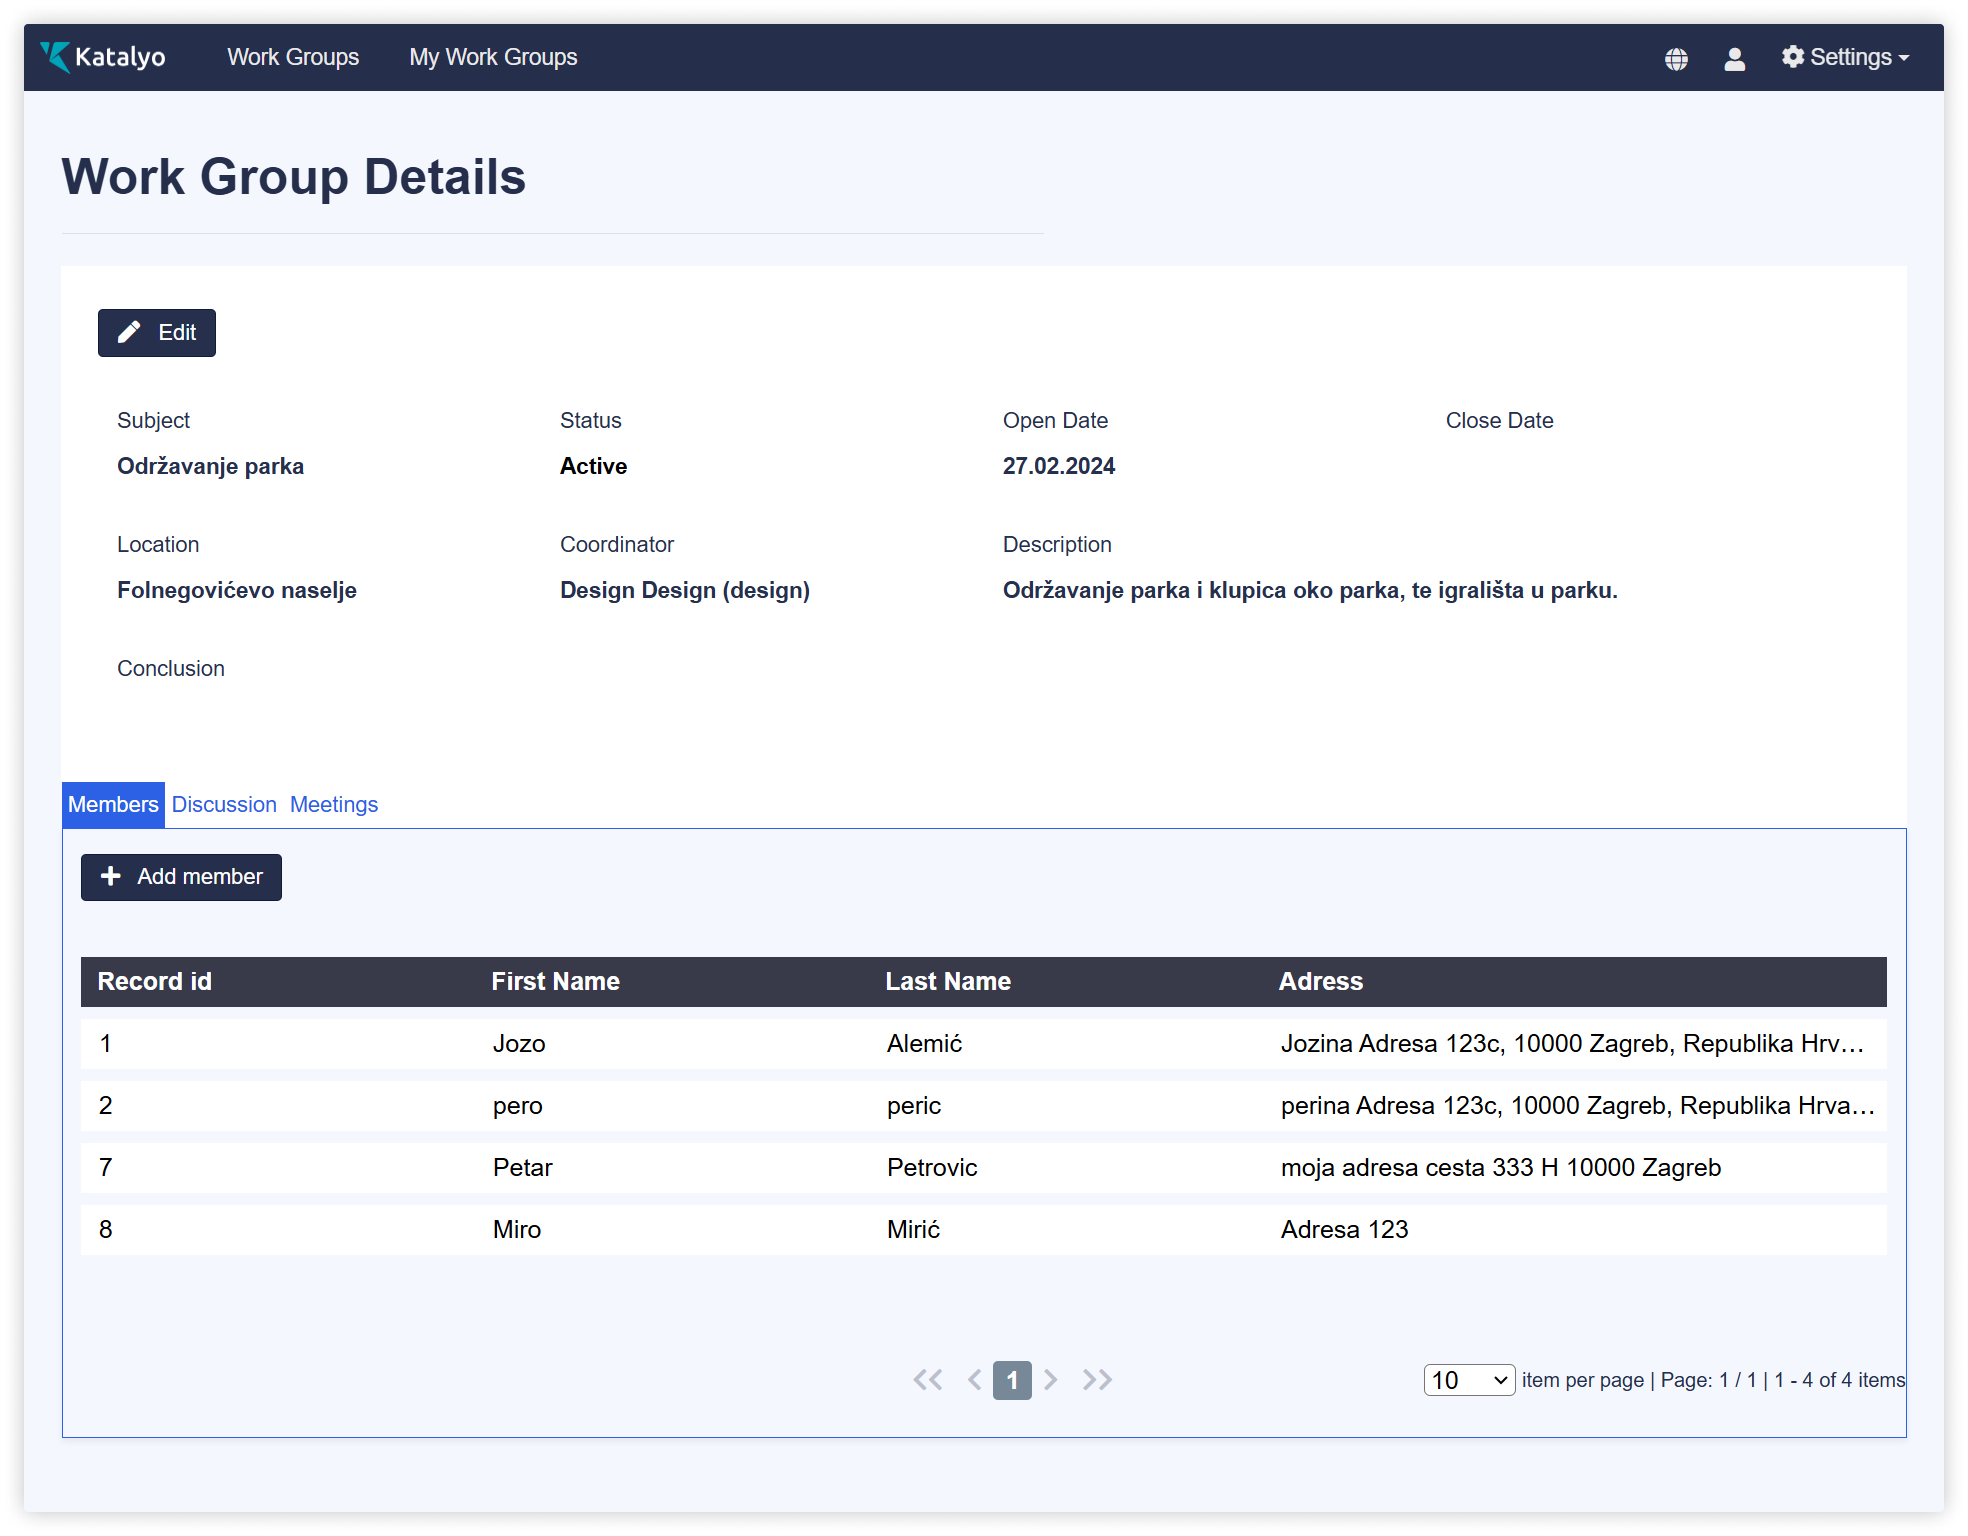 Katalyo Work Groups My Work Groups Settings
Work Group Details
Edit
Subject Status Open Date Close Date
Održavanje parka Active 27.02.2024
Location Coordinator Description
Folnegovićevo naselje Design Design (design) Održavanje parka i klupica oko parka, te igrališta u parku.
Conclusion
Members Discussion Meetings
Add member
Record id First Name Last Name Adress
1 Jozo Alemić Jozina Adresa 123c, 10000 Zagreb, Republika Hrv...
2 pero peric perina Adresa 123c, 10000 Zagreb, Republika Hrva...
7 Petar Petrovic moja adresa cesta 333 H 10000 Zagreb
8 Miro Mirić Adresa 123
1 10 item per page | Page: 1 / 1 | 1 - 4 of 4 items